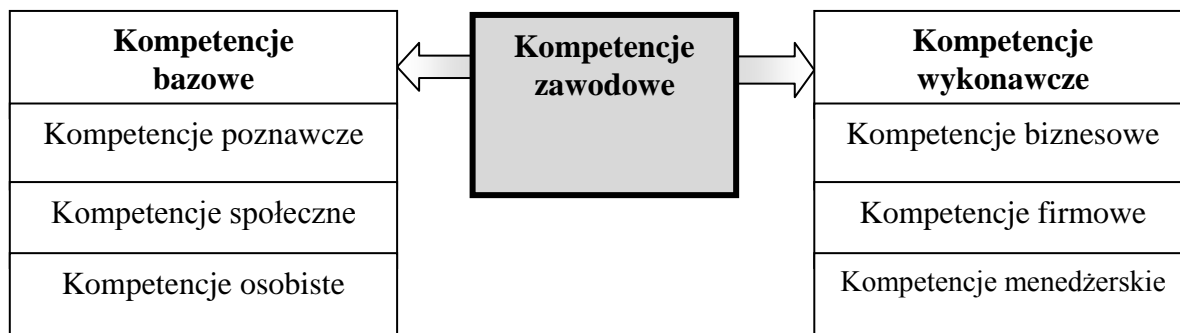 Kompetencje
bazowe
Kompetencje poznawcze
Kompetencje społeczne
Kompetencje osobiste
Kompetencje
zawodowe
Kompetencje
wykonawcze
Kompetencje biznesowe
Kompetencje firmowe
Kompetencje menedżerskie